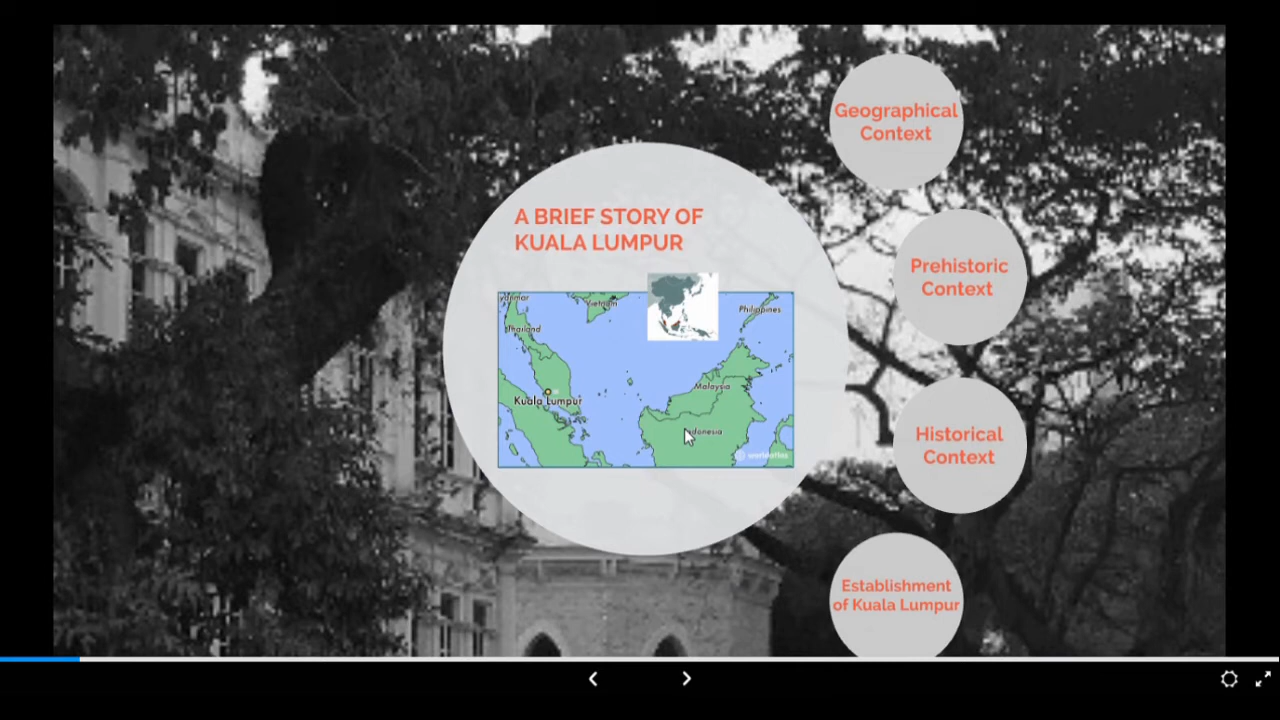 A BRIEF STORY OF
KUALA LUMPUR
Vietnam
Philippines
Thailand
Malaysia
Kuala Lumpur
worldatlas
Geographical
Context
Prehistoric
Context
Historical
Context
Establishment
of Kuala Lumpur